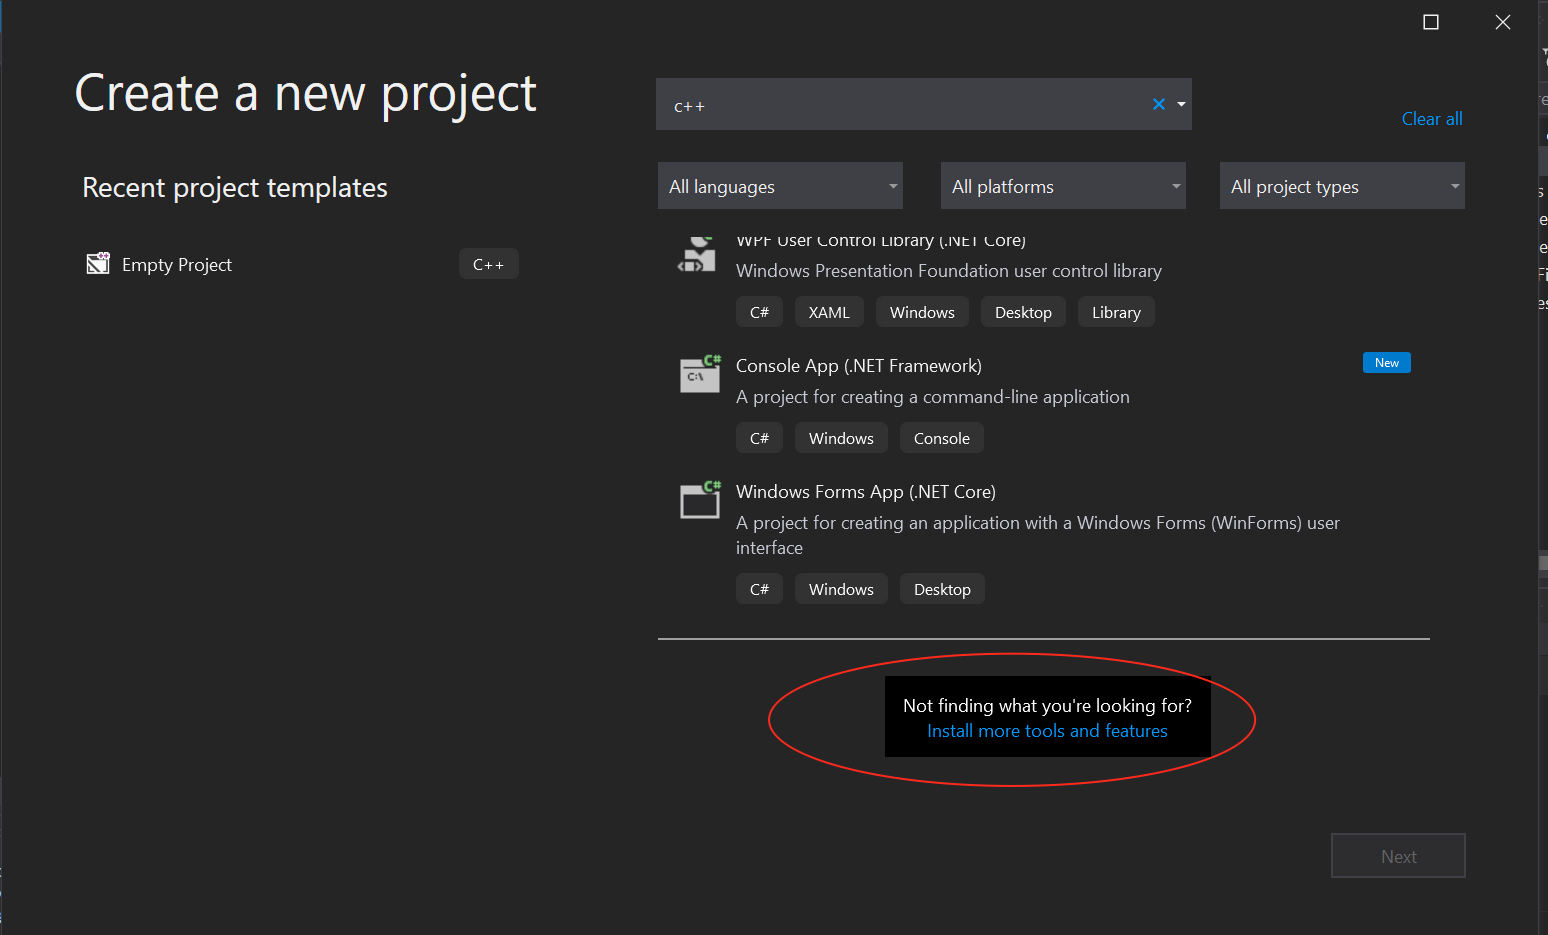 Create a new project
c++
Clear all
Recent project templates
All languages
All platforms
All project types
Empty Project
C++
WPF User Control Library (.NET Core)
Windows Presentation Foundation user control library
C#
XAML
Windows
Desktop
Library
C#
C:\
Console App (.NET Framework)
New
A project for creating a command-line application
C#
Windows
Console
C#
Windows Forms App (.NET Core)
A project for creating an application with a Windows Forms (WinForms) user
interface
C#
Windows
Desktop
Not finding what you're looking for?
Install more tools and features
Next